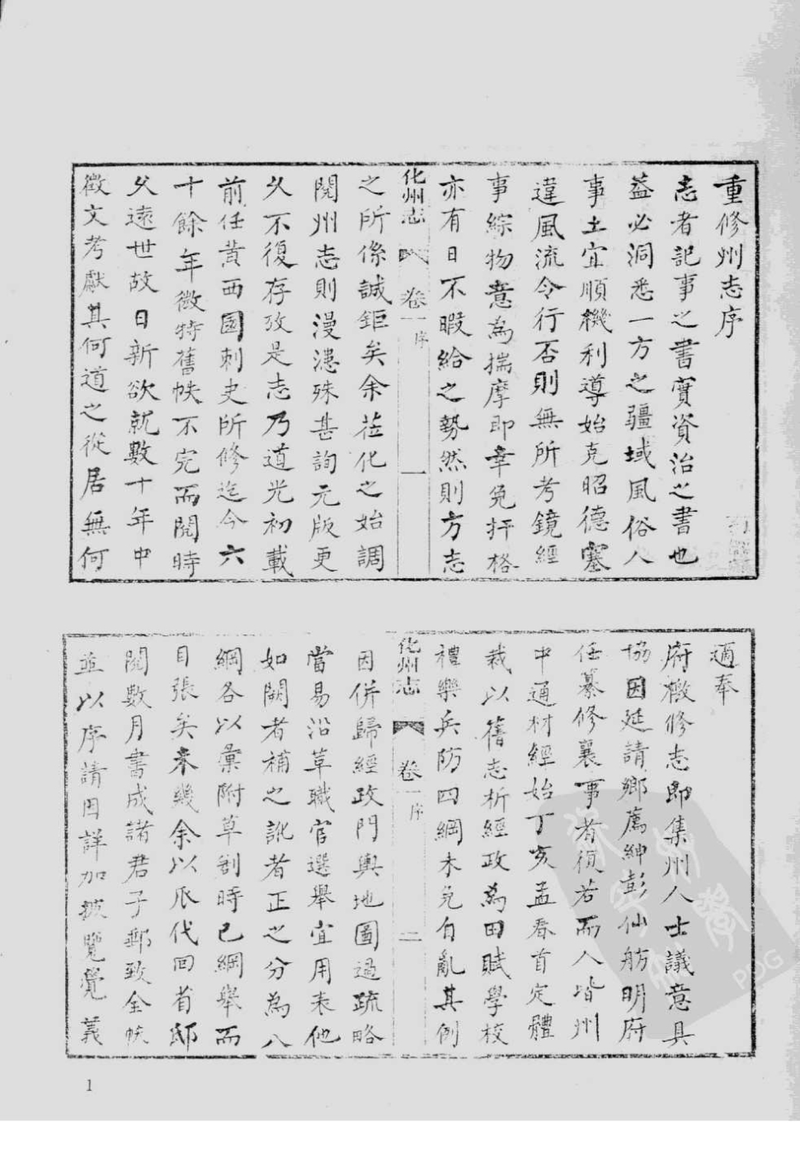 重修州志序
志者記事之書實資治之書也
葢必洞悉一方之疆域風俗人
事土宜順機利導始克昭德塞
違風流令行否則無所考鏡經
事綜物意為揣摩即幸免扞格
亦有日不暇給之勢然則方志
化州志 卷一序 一
之所係誠鉅矣余蒞化之始調
閱州志則漫漶殊甚詢元版更
久不復存攷是志乃道光初載
前任黃西園刺史所修迄今六
十餘年微特舊帙不完而閱時
父遠世故日新欲就數十年中
徵文考獻其何道之從居無何
適奉
府檄修志即集州人士議意具
協因延請鄉薦紳彭仙舫明府
任纂修襄事者復若而人皆州
中通材經始丁亥孟春首定體
裁以舊志析經政為田賦學校
禮樂兵防四綱未免自亂其例
化州志 卷一序 二
因併歸經政門輿地圖過疏略
當易沿革職官選舉宜用表他
如闕者補之訛者正之分為八
綱各以彙附草創時已綱舉而
目張矣未幾余以瓜代回省邸
閱數月書成諸君子郵致全帙
並以序請因詳加披覽覺義
1
PDG